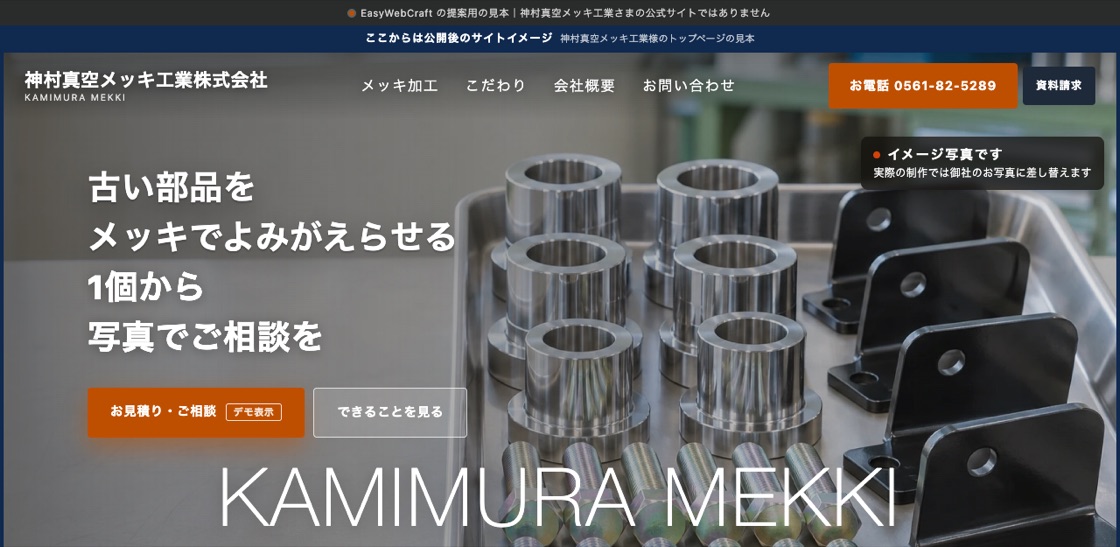 EasyWebCraft の提案用の見本｜神村真空メッキ工業さまの公式サイトではありません
ここからは公開後のサイトイメージ 神村真空メッキ工業様のトップページの見本
神村真空メッキ工業株式会社
KAMIMURA MEKKI
メッキ加工 こだわり 会社概要 お問い合わせ
お電話 0561-82-5289
資料請求
イメージ写真です
実際の制作では御社のお写真に差し替えます
古い部品を
メッキでよみがえらせる
1個から
写真でご相談を
お見積り・ご相談 デモ表示
できることを見る
KAMIMURA MEKKI